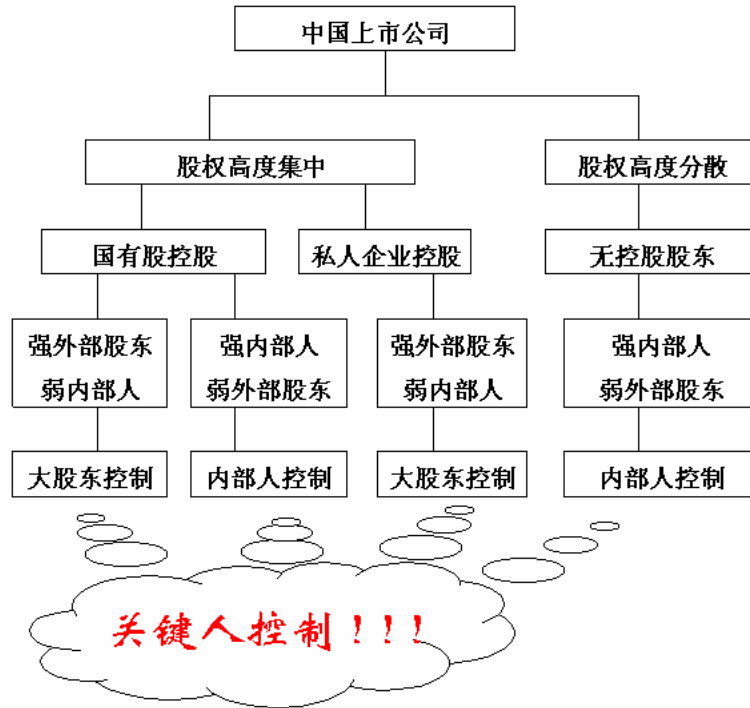 中国上市公司
股权高度集中
股权高度分散
国有股控股
私人企业控股
无控股股东
强外部股东
弱内部人
强内部人
弱外部股东
强外部股东
弱内部人
强内部人
弱外部股东
大股东控制
内部人控制
大股东控制
内部人控制
关键人控制！！！